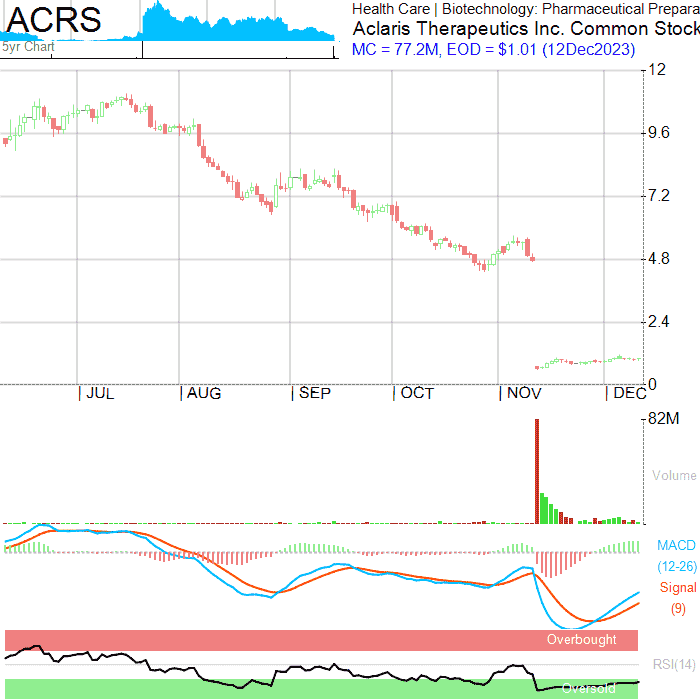 ACRS
5yr Chart
Health Care | Biotechnology: Pharmaceutical Prepara
Aclaris Therapeutics Inc. Common Stock
MC = 77.2M, EOD = $1.01 (12Dec2023)
12
9.6
7.2
4.8
2.4
0
JUL
AUG
SEP
OCT
NOV
DEC
82M
Volume
MACD
(12-26)
Signal
(9)
Overbought
RSI(14)
Oversold